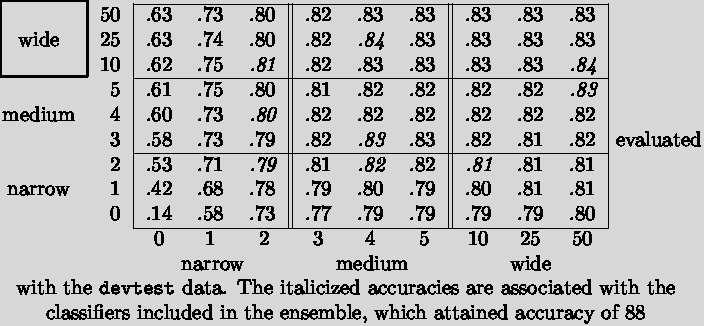 50 .63 .73 .80 .82 .83 .83 .83 .83 .83
wide 25 .63 .74 .80 .82 .84 .83 .83 .83 .83
10 .62 .75 .81 .82 .83 .83 .83 .83 .84
5 .61 .75 .80 .81 .82 .82 .82 .82 .83
medium 4 .60 .73 .80 .82 .82 .82 .82 .82 .82
3 .58 .73 .79 .82 .83 .83 .82 .81 .82 evaluated
2 .53 .71 .79 .81 .82 .82 .81 .81 .81
narrow 1 .42 .68 .78 .79 .80 .79 .80 .81 .81
0 .14 .58 .73 .77 .79 .79 .79 .79 .80
0 1 2 3 4 5 10 25 50
narrow medium wide
with the devtest data. The italicized accuracies are associated with the
classifiers included in the ensemble, which attained accuracy of 88